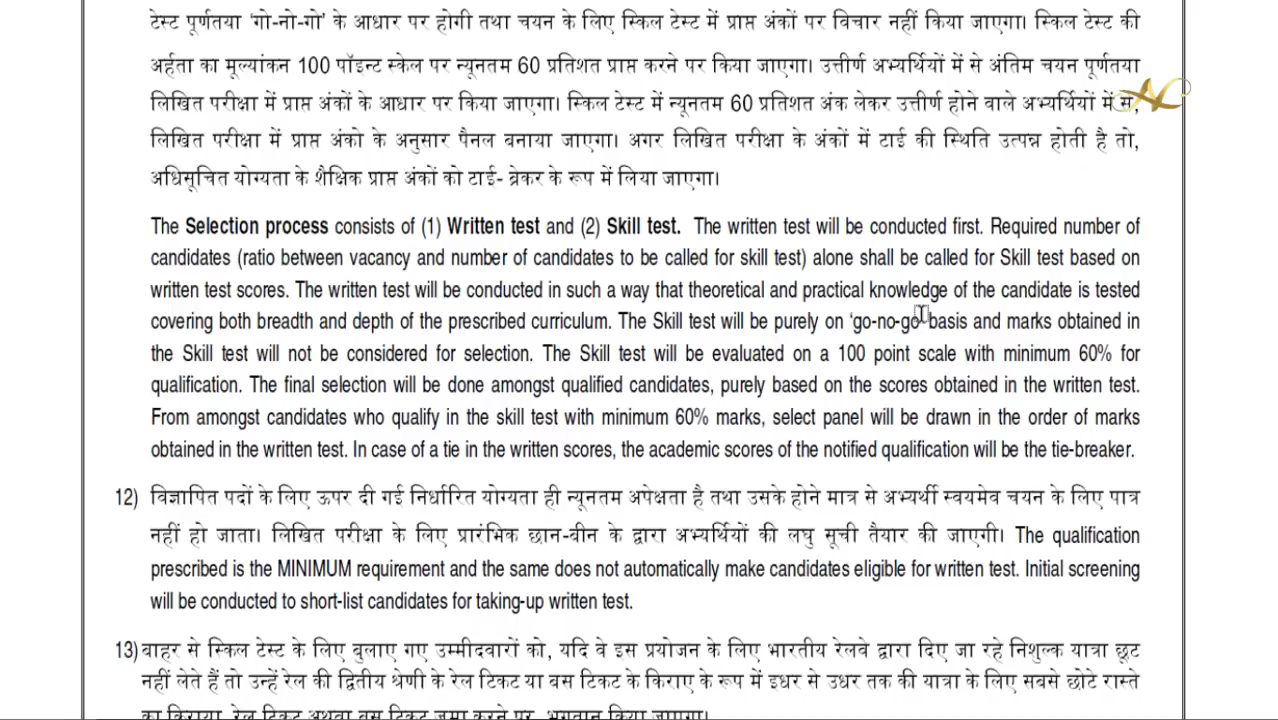 टेस्ट पूर्णतया 'गो-नो-गो' के आधार पर होगी तथा चयन के लिए स्किल टेस्ट में प्राप्त अंकों पर विचार नहीं किया जाएगा। स्किल टेस्ट की
अर्हता का मूल्यांकन 100 पॉइन्ट स्केल पर न्यूनतम 60 प्रतिशत प्राप्त करने पर किया जाएगा। उत्तीर्ण अभ्यर्थियों में से अंतिम चयन पूर्णतया
लिखित परीक्षा में प्राप्त अंकों के आधार पर किया जाएगा। स्किल टेस्ट में न्यूनतम 60 प्रतिशत अंक लेकर उत्तीर्ण होने वाले अभ्यर्थियों में से,
लिखित परीक्षा में प्राप्त अंको के अनुसार पैनल बनाया जाएगा। अगर लिखित परीक्षा के अंकों में टाई की स्थिति उत्पन्न होती है तो,
अधिसूचित योग्यता के शैक्षिक प्राप्त अंकों को टाई- ब्रेकर के रूप में लिया जाएगा।
The Selection process consists of (1) Written test and (2) Skill test. The written test will be conducted first. Required number of
candidates (ratio between vacancy and number of candidates to be called for skill test) alone shall be called for Skill test based on
written test scores. The written test will be conducted in such a way that theoretical and practical knowledge of the candidate is tested
covering both breadth and depth of the prescribed curriculum. The Skill test will be purely on 'go-no-go' basis and marks obtained in
the Skill test will not be considered for selection. The Skill test will be evaluated on a 100 point scale with minimum 60% for
qualification. The final selection will be done amongst qualified candidates, purely based on the scores obtained in the written test.
From amongst candidates who qualify in the skill test with minimum 60% marks, select panel will be drawn in the order of marks
obtained in the written test. In case of a tie in the written scores, the academic scores of the notified qualification will be the tie-breaker.
12) विज्ञापित पदों के लिए ऊपर दी गई निर्धारित योग्यता ही न्यूनतम अपेक्षता है तथा उसके होने मात्र से अभ्यर्थी स्वयमेव चयन के लिए पात्र
नहीं हो जाता। लिखित परीक्षा के लिए प्रारंभिक छान-बीन के द्वारा अभ्यर्थियों की लघु सूची तैयार की जाएगी। The qualification
prescribed is the MINIMUM requirement and the same does not automatically make candidates eligible for written test. Initial screening
will be conducted to short-list candidates for taking-up written test.
13) बाहर से स्किल टेस्ट के लिए बुलाए गए उम्मीदवारों को, यदि वे इस प्रयोजन के लिए भारतीय रेलवे द्वारा दिए जा रहे निशुल्क यात्रा छूट
नहीं लेते हैं तो उन्हें रेल की द्वितीय श्रेणी के रेल टिकट या बस टिकट के किराए के रूप में इधर से उधर तक की यात्रा के लिए सबसे छोटे रास्ते
का किराया, रेल टिकट अथवा बस टिकट जमा करने पर, भुगतान किया जाएगा।